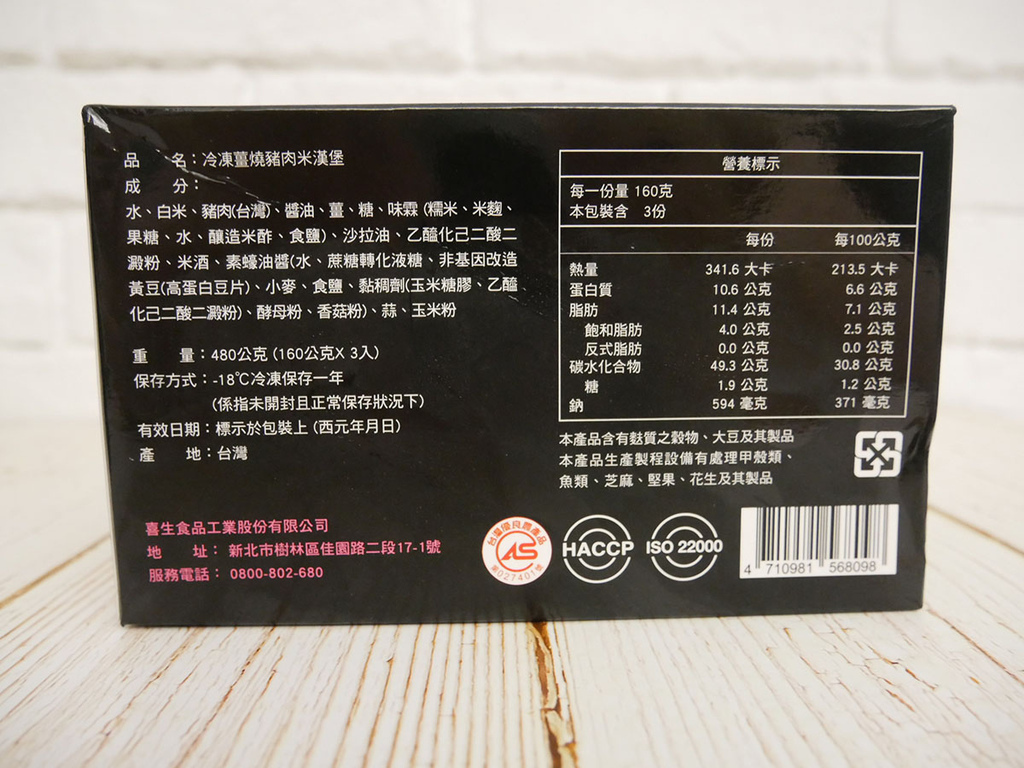 品　　名：冷凍薑燒豬肉米漢堡
成　　分：
水、白米、豬肉(台灣)、醬油、薑、糖、味霖 (糯米、米麴、
果糖、水、釀造米酢、食鹽)、沙拉油、乙醯化己二酸二
澱粉、米酒、素蠔油醬(水、蔗糖轉化液糖、非基因改造
黃豆(高蛋白豆片)、小麥、食鹽、黏稠劑(玉米糖膠、乙醯
化己二酸二澱粉)、酵母粉、香菇粉)、蒜、玉米粉
重　　量：480公克 (160公克X 3入)
保存方式：-18℃冷凍保存一年
(係指未開封且正常保存狀況下)
有效日期：標示於包裝上 (西元年月日)
產　　地：台灣
喜生食品工業股份有限公司
地　　址： 新北市樹林區佳園路二段17-1號
服務電話： 0800-802-680
營養標示
每一份量 160克
本包裝含　3份
每份　每100公克
熱量　341.6 大卡　213.5 大卡
蛋白質　10.6 公克　6.6 公克
脂肪　11.4 公克　7.1 公克
飽和脂肪　4.0 公克　2.5 公克
反式脂肪　0.0 公克　0.0 公克
碳水化合物　49.3 公克　30.8 公克
糖　1.9 公克　1.2 公克
鈉　594 毫克　371 毫克
本產品含有麩質之穀物、大豆及其製品
本產品生產製程設備有處理甲殼類、
魚類、芝麻、堅果、花生及其製品
台灣優良農產品
CAS
第027401號
HACCP
ISO 22000
4 710981 568098